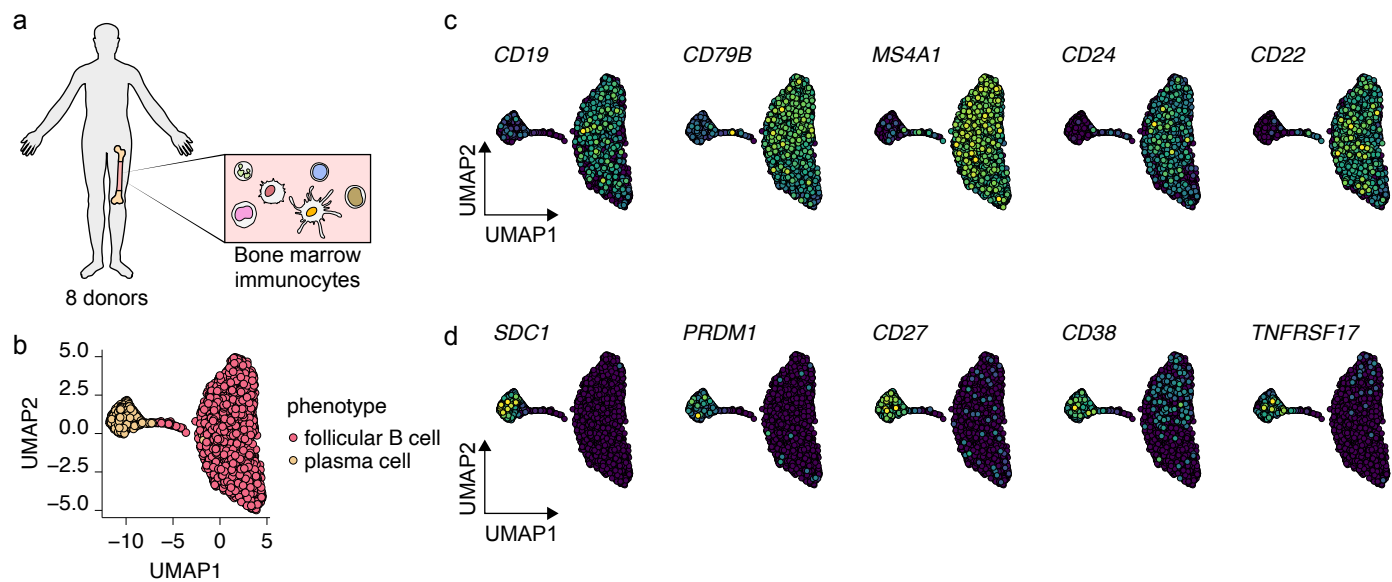 a
8 donors
Bone marrow
immunocytes
b
5.0
2.5
0.0
−2.5
−5.0
UMAP2
−10
−5
0
5
UMAP1
phenotype
follicular B cell
plasma cell
c
CD19
CD79B
MS4A1
CD24
CD22
UMAP2
UMAP1
d
SDC1
PRDM1
CD27
CD38
TNFRSF17
UMAP2
UMAP1